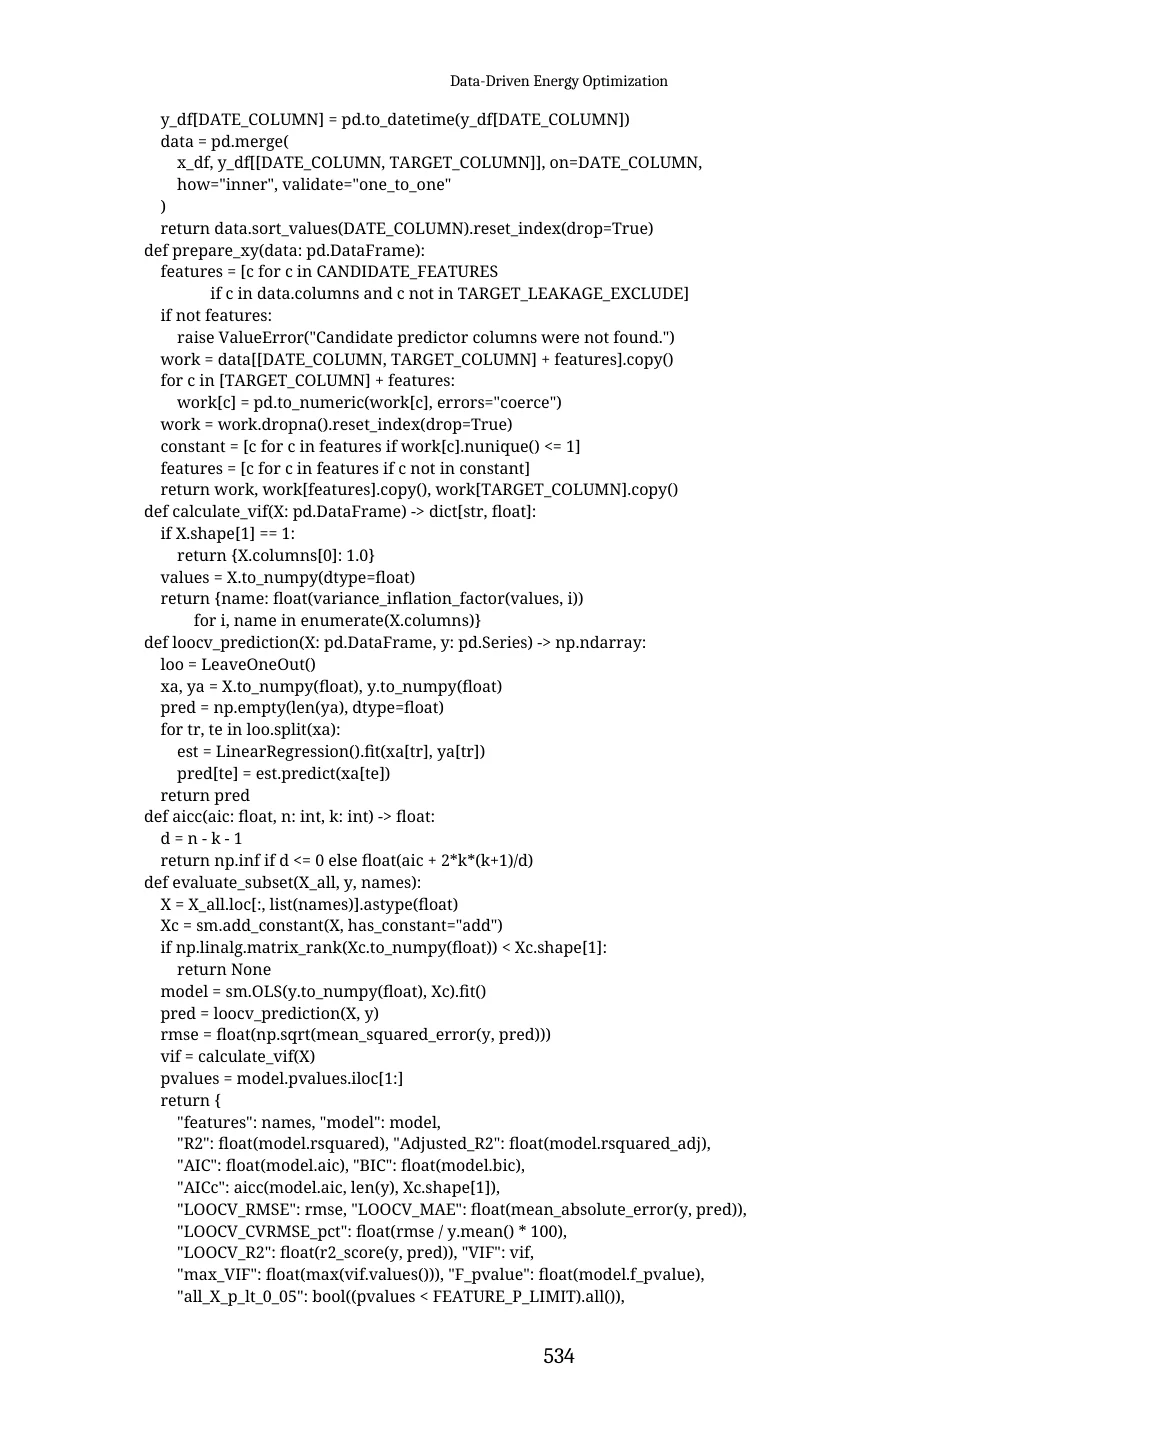 Data-Driven Energy Optimization
y_df[DATE_COLUMN] = pd.to_datetime(y_df[DATE_COLUMN])
data = pd.merge(
x_df, y_df[[DATE_COLUMN, TARGET_COLUMN]], on=DATE_COLUMN,
how="inner", validate="one_to_one"
)
return data.sort_values(DATE_COLUMN).reset_index(drop=True)
def prepare_xy(data: pd.DataFrame):
features = [c for c in CANDIDATE_FEATURES
if c in data.columns and c not in TARGET_LEAKAGE_EXCLUDE]
if not features:
raise ValueError("Candidate predictor columns were not found.")
work = data[[DATE_COLUMN, TARGET_COLUMN] + features].copy()
for c in [TARGET_COLUMN] + features:
work[c] = pd.to_numeric(work[c], errors="coerce")
work = work.dropna().reset_index(drop=True)
constant = [c for c in features if work[c].nunique() <= 1]
features = [c for c in features if c not in constant]
return work, work[features].copy(), work[TARGET_COLUMN].copy()
def calculate_vif(X: pd.DataFrame) -> dict[str, float]:
if X.shape[1] == 1:
return {X.columns[0]: 1.0}
values = X.to_numpy(dtype=float)
return {name: float(variance_inflation_factor(values, i))
for i, name in enumerate(X.columns)}
def loocv_prediction(X: pd.DataFrame, y: pd.Series) -> np.ndarray:
loo = LeaveOneOut()
xa, ya = X.to_numpy(float), y.to_numpy(float)
pred = np.empty(len(ya), dtype=float)
for tr, te in loo.split(xa):
est = LinearRegression().fit(xa[tr], ya[tr])
pred[te] = est.predict(xa[te])
return pred
def aicc(aic: float, n: int, k: int) -> float:
d = n - k - 1
return np.inf if d <= 0 else float(aic + 2*k*(k+1)/d)
def evaluate_subset(X_all, y, names):
X = X_all.loc[:, list(names)].astype(float)
Xc = sm.add_constant(X, has_constant="add")
if np.linalg.matrix_rank(Xc.to_numpy(float)) < Xc.shape[1]:
return None
model = sm.OLS(y.to_numpy(float), Xc).fit()
pred = loocv_prediction(X, y)
rmse = float(np.sqrt(mean_squared_error(y, pred)))
vif = calculate_vif(X)
pvalues = model.pvalues.iloc[1:]
return {
"features": names, "model": model,
"R2": float(model.rsquared), "Adjusted_R2": float(model.rsquared_adj),
"AIC": float(model.aic), "BIC": float(model.bic),
"AICc": aicc(model.aic, len(y), Xc.shape[1]),
"LOOCV_RMSE": rmse, "LOOCV_MAE": float(mean_absolute_error(y, pred)),
"LOOCV_CVRMSE_pct": float(rmse / y.mean() * 100),
"LOOCV_R2": float(r2_score(y, pred)), "VIF": vif,
"max_VIF": float(max(vif.values())), "F_pvalue": float(model.f_pvalue),
"all_X_p_lt_0_05": bool((pvalues < FEATURE_P_LIMIT).all()),
534